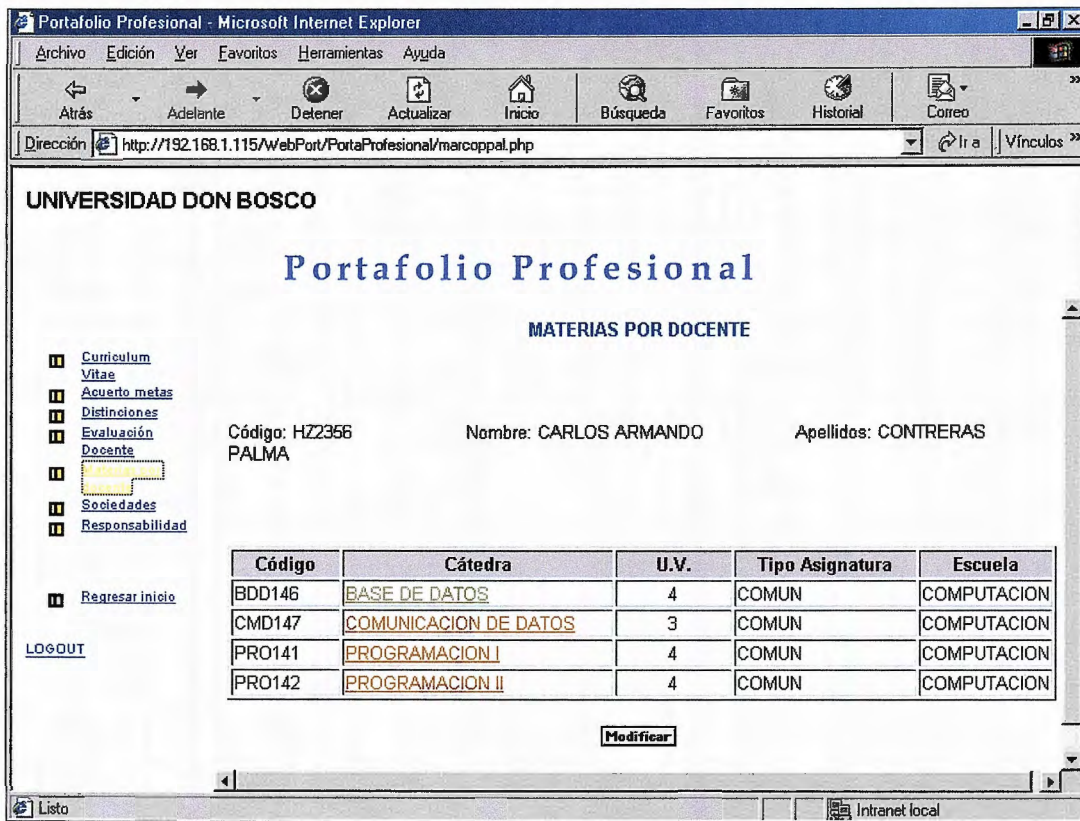 Portafolio Profesional - Microsoft Internet Explorer
Archivo Edición Ver Favoritos Herramientas Ayuda
Atrás Adelante Detener Actualizar Inicio Búsqueda Favoritos Historial Correo
Dirección http://192.168.1.115/WebPort/PortaProfesional/marcoppal.php Ir a Vínculos »
UNIVERSIDAD DON BOSCO
Portafolio Profesional
MATERIAS POR DOCENTE
Curriculum
Vitae
Acuerto metas
Distinciones
Evaluación
Docente
Sociedades
Responsabilidad
Regresar inicio
LOGOUT
Código: HZ2356 Nombre: CARLOS ARMANDO Apellidos: CONTRERAS
PALMA
Código Cátedra U.V. Tipo Asignatura Escuela
BDD146 BASE DE DATOS 4 COMUN COMPUTACION
CMD147 COMUNICACION DE DATOS 3 COMUN COMPUTACION
PRO141 PROGRAMACION I 4 COMUN COMPUTACION
PRO142 PROGRAMACION II 4 COMUN COMPUTACION
Modificar
Listo Intranet local